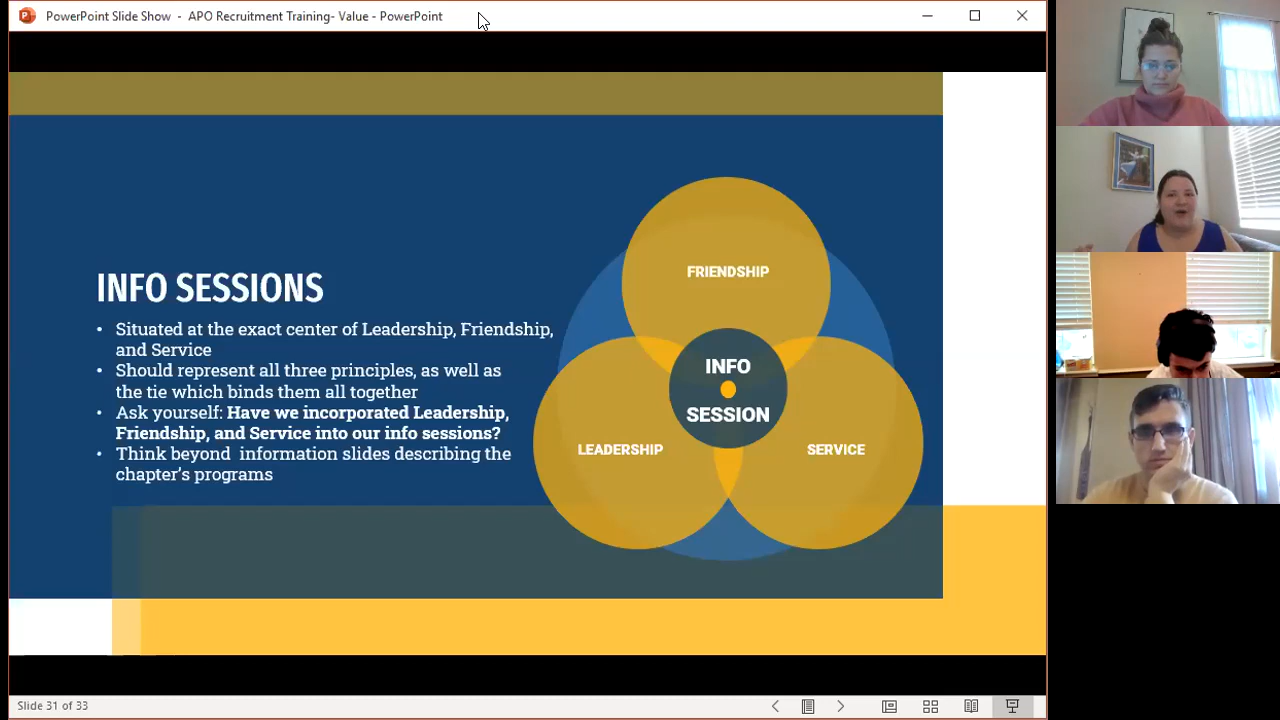 PowerPoint Slide Show - APO Recruitment Training- Value - PowerPoint
INFO SESSIONS
• Situated at the exact center of Leadership, Friendship,
and Service
• Should represent all three principles, as well as
the tie which binds them all together
• Ask yourself: Have we incorporated Leadership,
Friendship, and Service into our info sessions?
• Think beyond information slides describing the
chapter's programs
FRIENDSHIP
INFO
SESSION
LEADERSHIP
SERVICE
Slide 31 of 33